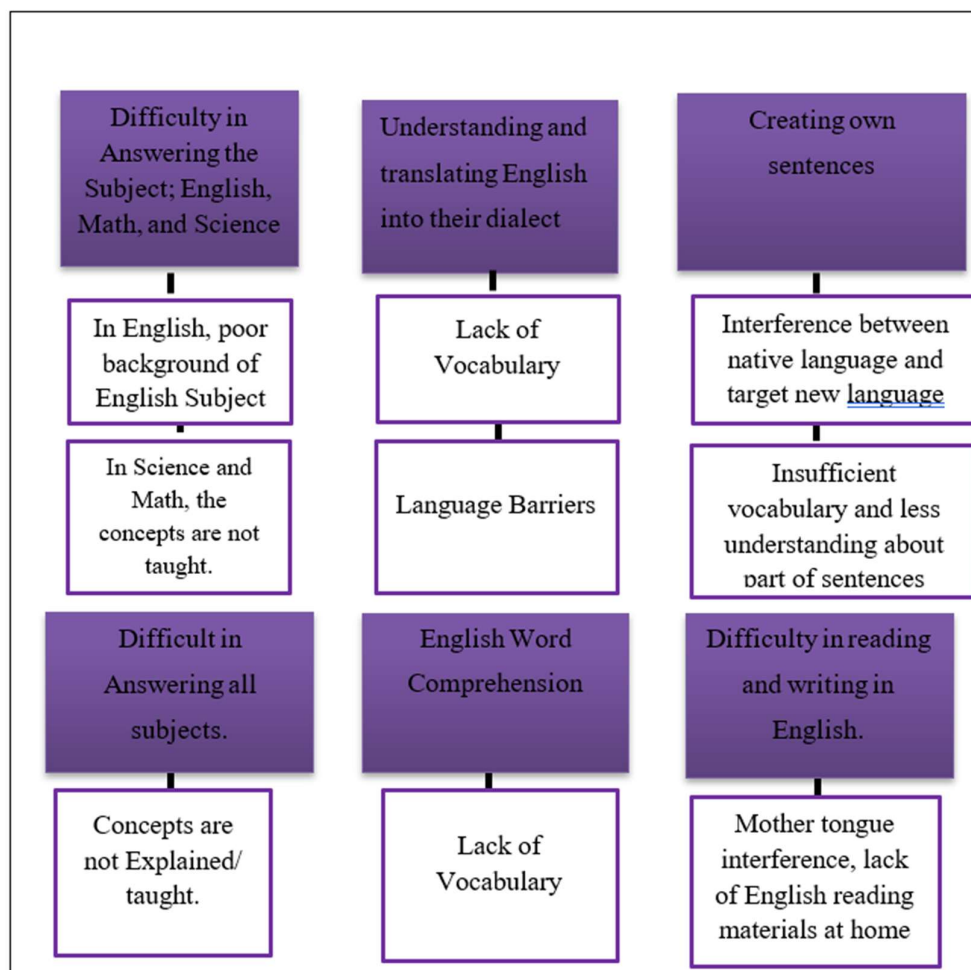 Difficulty in
Answering the
Subject; English,
Math, and Science
In English, poor
background of
English Subject
In Science and
Math, the
concepts are not
taught.
Understanding and
translating English
into their dialect
Lack of
Vocabulary
Language Barriers
Creating own
sentences
Interference between
native language and
target new language
Insufficient
vocabulary and less
understanding about
part of sentences
Difficult in
Answering all
subjects.
Concepts are
not Explained/
taught.
English Word
Comprehension
Lack of
Vocabulary
Difficulty in reading
and writing in
English.
Mother tongue
interference, lack
of English reading
materials at home